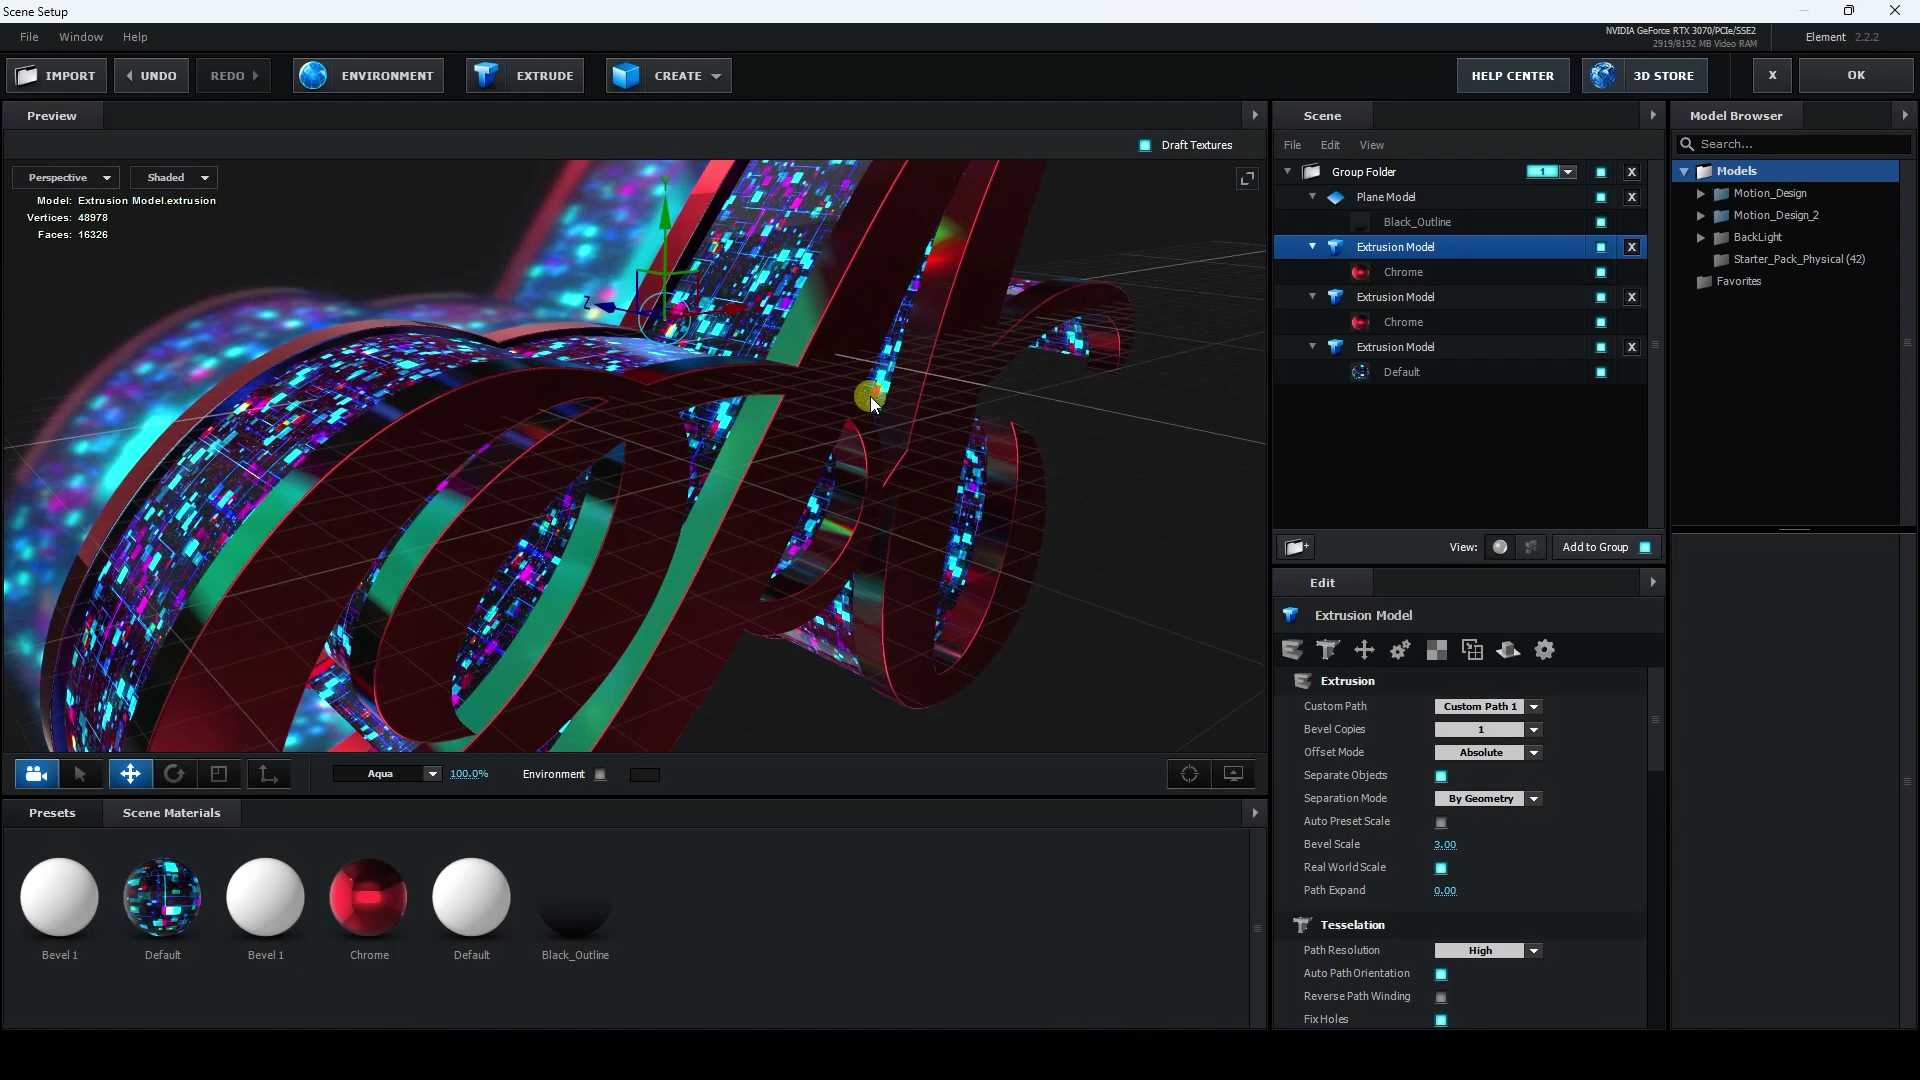 Scene Setup
File Window Help
NVIDIA GeForce RTX 3070/PCIe/SSE2
2919/8192 MB Video RAM
Element 2.2.2
IMPORT UNDO REDO ENVIRONMENT EXTRUDE CREATE HELP CENTER 3D STORE X OK
Preview
Draft Textures
Perspective Shaded
Model: Extrusion Model.extrusion
Vertices: 48978
Faces: 16326
Y
Z
Aqua 100.0% Environment
Presets Scene Materials
Bevel 1 Default Bevel 1 Chrome Default Black_Outline
Scene
File Edit View
Group Folder 1 X
Plane Model X
Black_Outline
Extrusion Model X
Chrome
Extrusion Model X
Chrome
Extrusion Model X
Default
View: Add to Group
Edit
Extrusion Model
Extrusion
Custom Path Custom Path 1
Bevel Copies 1
Offset Mode Absolute
Separate Objects
Separation Mode By Geometry
Auto Preset Scale
Bevel Scale 3.00
Real World Scale
Path Expand 0.00
Tesselation
Path Resolution High
Auto Path Orientation
Reverse Path Winding
Fix Holes
Model Browser
Search...
Models
Motion_Design
Motion_Design_2
BackLight
Starter_Pack_Physical (42)
Favorites